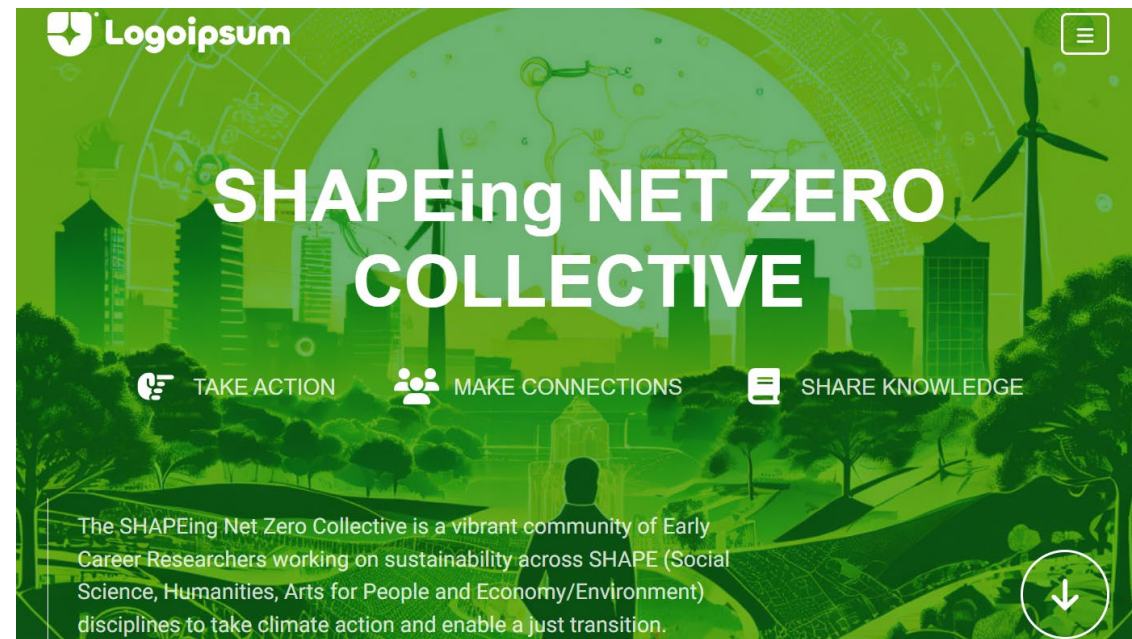 Logoipsum
SHAPEing NET ZERO
COLLECTIVE
TAKE ACTION
MAKE CONNECTIONS
SHARE KNOWLEDGE
The SHAPEing Net Zero Collective is a vibrant community of Early
Career Researchers working on sustainability across SHAPE (Social
Science, Humanities, Arts for People and Economy/Environment)
disciplines to take climate action and enable a just transition.